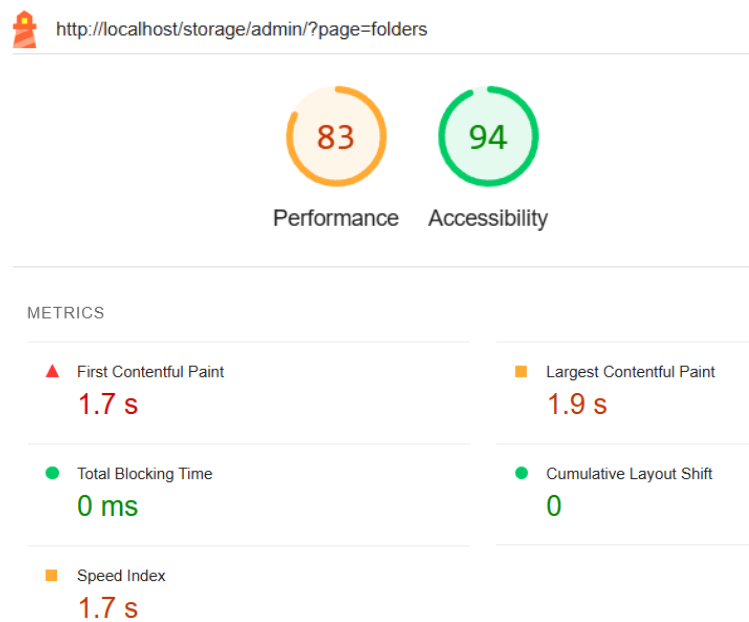 http://localhost/storage/admin/?page=folders
83
94
Performance
Accessibility
METRICS
First Contentful Paint
1.7 s
Largest Contentful Paint
1.9 s
Total Blocking Time
0 ms
Cumulative Layout Shift
0
Speed Index
1.7 s